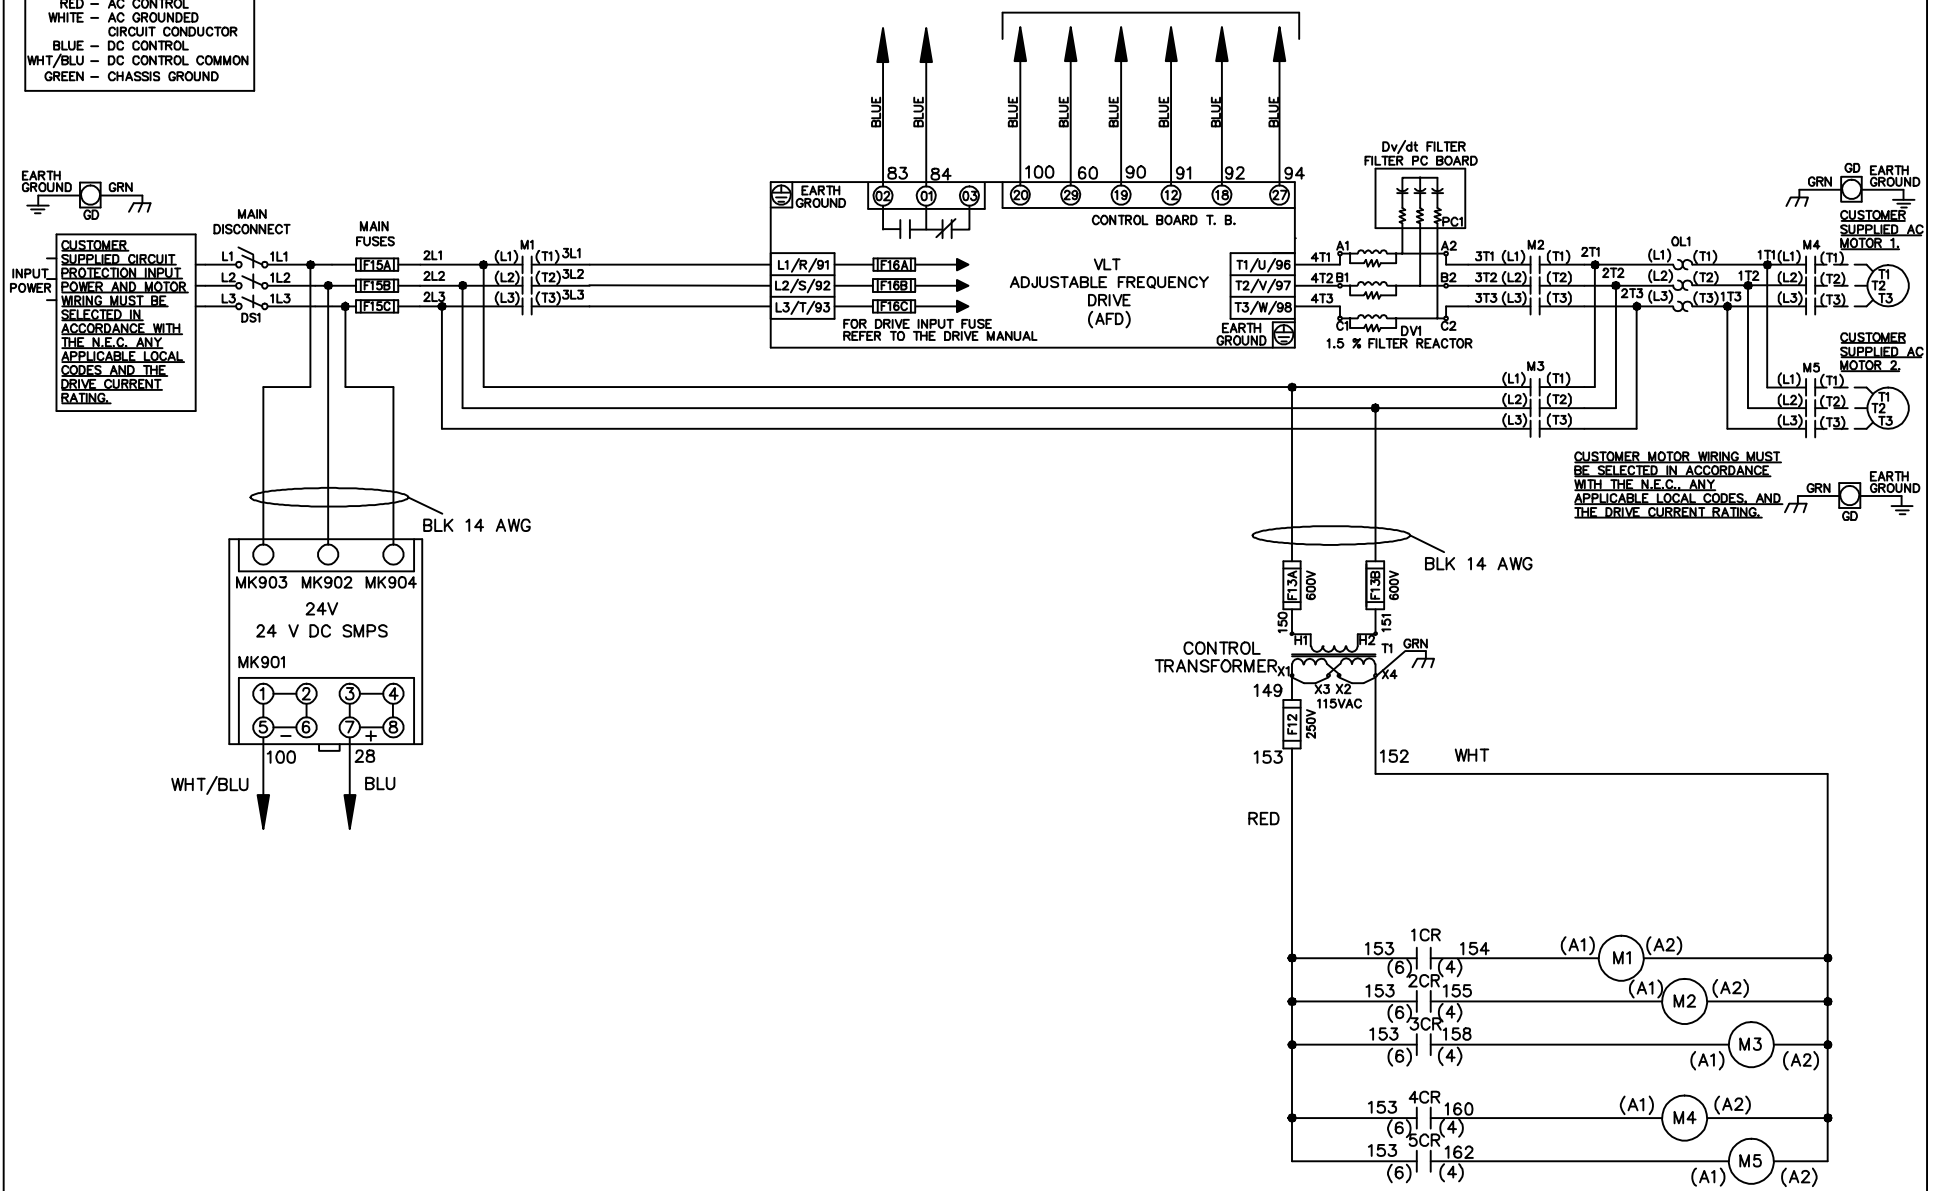 RED – AC CONTROL
WHITE – AC GROUNDED
CIRCUIT CONDUCTOR
BLUE – DC CONTROL
WHT/BLU – DC CONTROL COMMON
GREEN – CHASSIS GROUND
BLUE BLUE BLUE BLUE BLUE BLUE BLUE BLUE
83 84 100 60 90 91 92 94
02 01 03 20 29 19 12 18 27
EARTH
GROUND
CONTROL BOARD T. B.
EARTH
GROUND
GRN
GD
MAIN
DISCONNECT
MAIN
FUSES
CUSTOMER
SUPPLIED CIRCUIT
PROTECTION INPUT
POWER AND MOTOR
WIRING MUST BE
SELECTED IN
ACCORDANCE WITH
THE N.E.C. ANY
APPLICABLE LOCAL
CODES AND THE
DRIVE CURRENT
RATING.
INPUT
POWER
L1 1L1 F15A 2L1 (L1) M1 (T1) 3L1
L2 1L2 F15B 2L2 (L2) (T2) 3L2
L3 1L3 F15C 2L3 (L3) (T3) 3L3
DS1
L1/R/91 F16A
L2/S/92 F16B
L3/T/93 F16C
FOR DRIVE INPUT FUSE
REFER TO THE DRIVE MANUAL
VLT
ADJUSTABLE FREQUENCY
DRIVE
(AFD)
T1/U/96
T2/V/97
T3/W/98
EARTH
GROUND
Dv/dt FILTER
FILTER PC BOARD
PC1
4T1 A1 A2 3T1 (L1) M2 (T1) 2T1 (L1) OL1 (T1) 1T1 (L1) M4 (T1)
4T2 B1 B2 3T2 (L2) (T2) 2T2 (L2) (T2) 1T2 (L2) (T2)
4T3 C1 C2 3T3 (L3) (T3) 2T3 (L3) (T3) 1T3 (L3) (T3)
DV1
1.5 % FILTER REACTOR
GRN
GD
EARTH
GROUND
CUSTOMER
SUPPLIED AC
MOTOR 1.
T1
T2
T3
CUSTOMER
SUPPLIED AC
MOTOR 2.
M3
(L1) (T1)
(L2) (T2)
(L3) (T3)
M5
(L1) (T1)
(L2) (T2)
(L3) (T3)
T1
T2
T3
CUSTOMER MOTOR WIRING MUST
BE SELECTED IN ACCORDANCE
WITH THE N.E.C., ANY
APPLICABLE LOCAL CODES, AND
THE DRIVE CURRENT RATING.
GRN
GD
EARTH
GROUND
BLK 14 AWG
MK903 MK902 MK904
24V
24 V DC SMPS
MK901
1 2 3 4
5 6 7 8
– +
100 28
WHT/BLU BLU
BLK 14 AWG
F13A 600V F13B 600V
150 151
H1 H2
T1
GRN
CONTROL
TRANSFORMER
X1 X3 X2 X4
115VAC
149
F12 250V
153 152 WHT
RED
153 1CR 154 (A1) M1 (A2)
(6) (4)
153 2CR 155 (A1) M2 (A2)
(6) (4)
153 3CR 158 M3
(6) (4) (A1) (A2)
153 4CR 160 (A1) M4 (A2)
(6) (4)
153 5CR 162 M5
(6) (4) (A1) (A2)